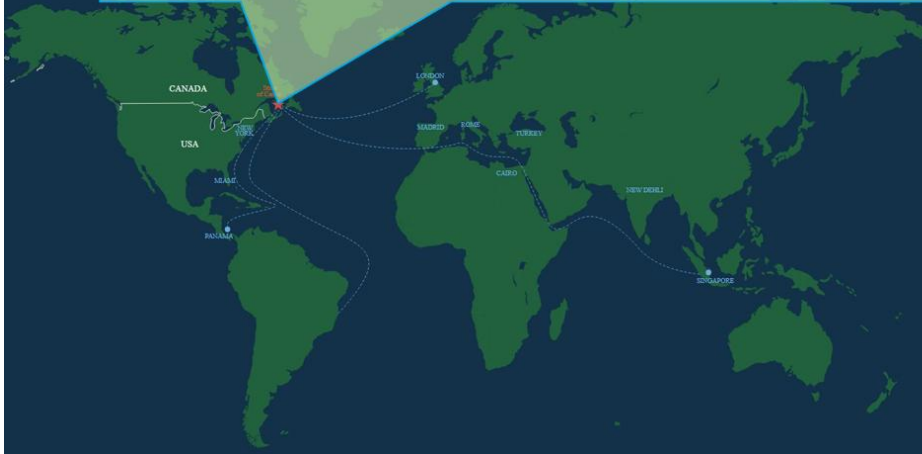 LONDON
CANADA
NEW
YORK
MADRID
ROME
TURKEY
USA
CAIRO
MIAMI
NEW DEHLI
PANAMA
SINGAPORE